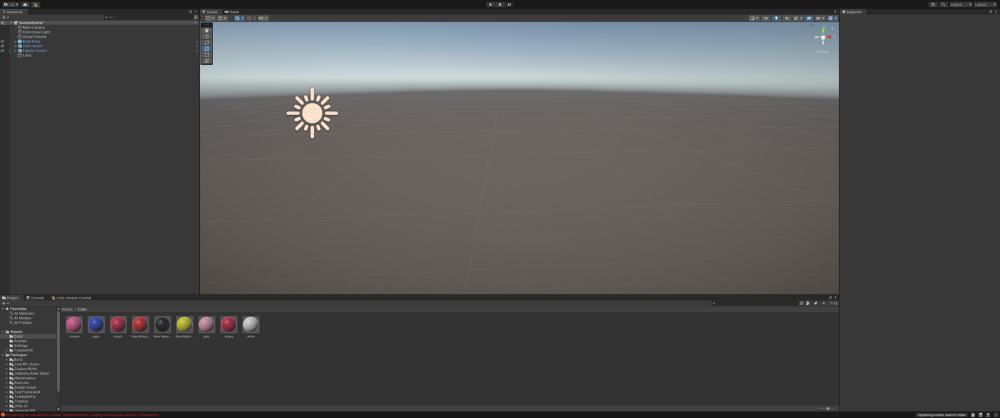 LA
Layers
Layout
Hierarchy
All
SampleScene*
Main Camera
Directional Light
Global Volume
Base Kirby
chef variant
Fighter Variant
Land
Scene
Game
2D
y
x
Persp
Inspector
Project
Console
Unity Version Control
Favorites
All Materials
All Models
All Prefabs
Assets
Color
Scenes
Settings
TutorialInfo
Packages
Burst
Core RP Library
Custom NUnit
JetBrains Rider Editor
Mathematics
Searcher
Shader Graph
Test Framework
TextMeshPro
Timeline
Unity UI
Universal RP
Assets > Color
16
cheeks
eyes
mouth
New Mater...
New Mater...
New Mater...
pink
shoes
white
RenderingCommandBuffer: shader Hidden/Internal-Loading: invalid pass index 3 in DrawMesh
Updating assets search index